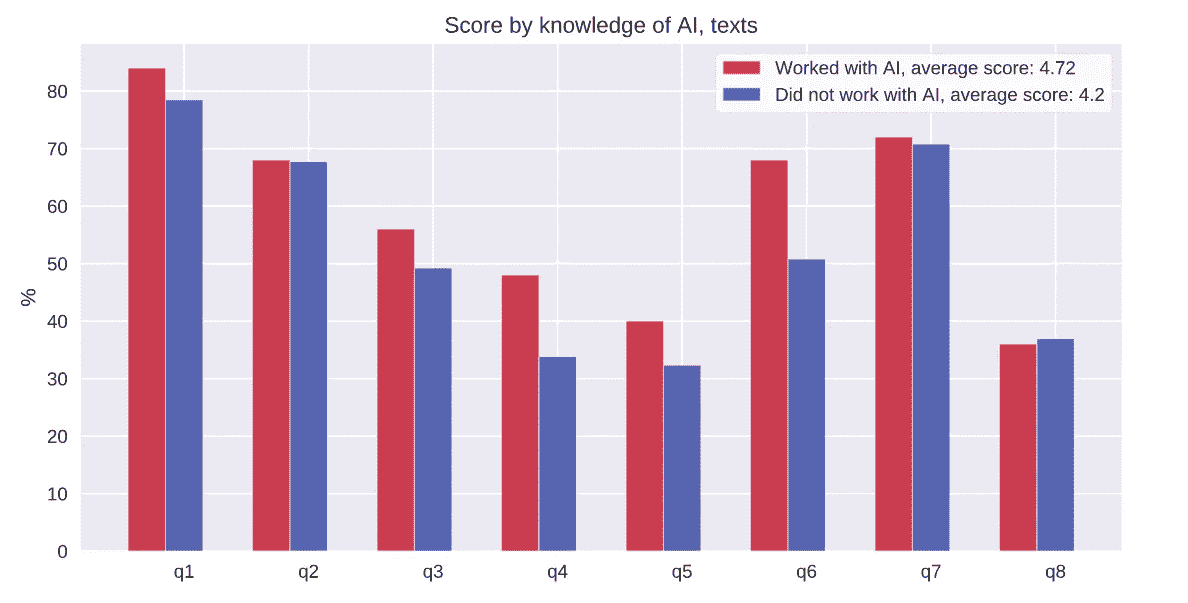 Score by knowledge of AI, texts
Worked with AI, average score: 4.72
Did not work with AI, average score: 4.2
%
80
70
60
50
40
30
20
10
0
q1 q2 q3 q4 q5 q6 q7 q8